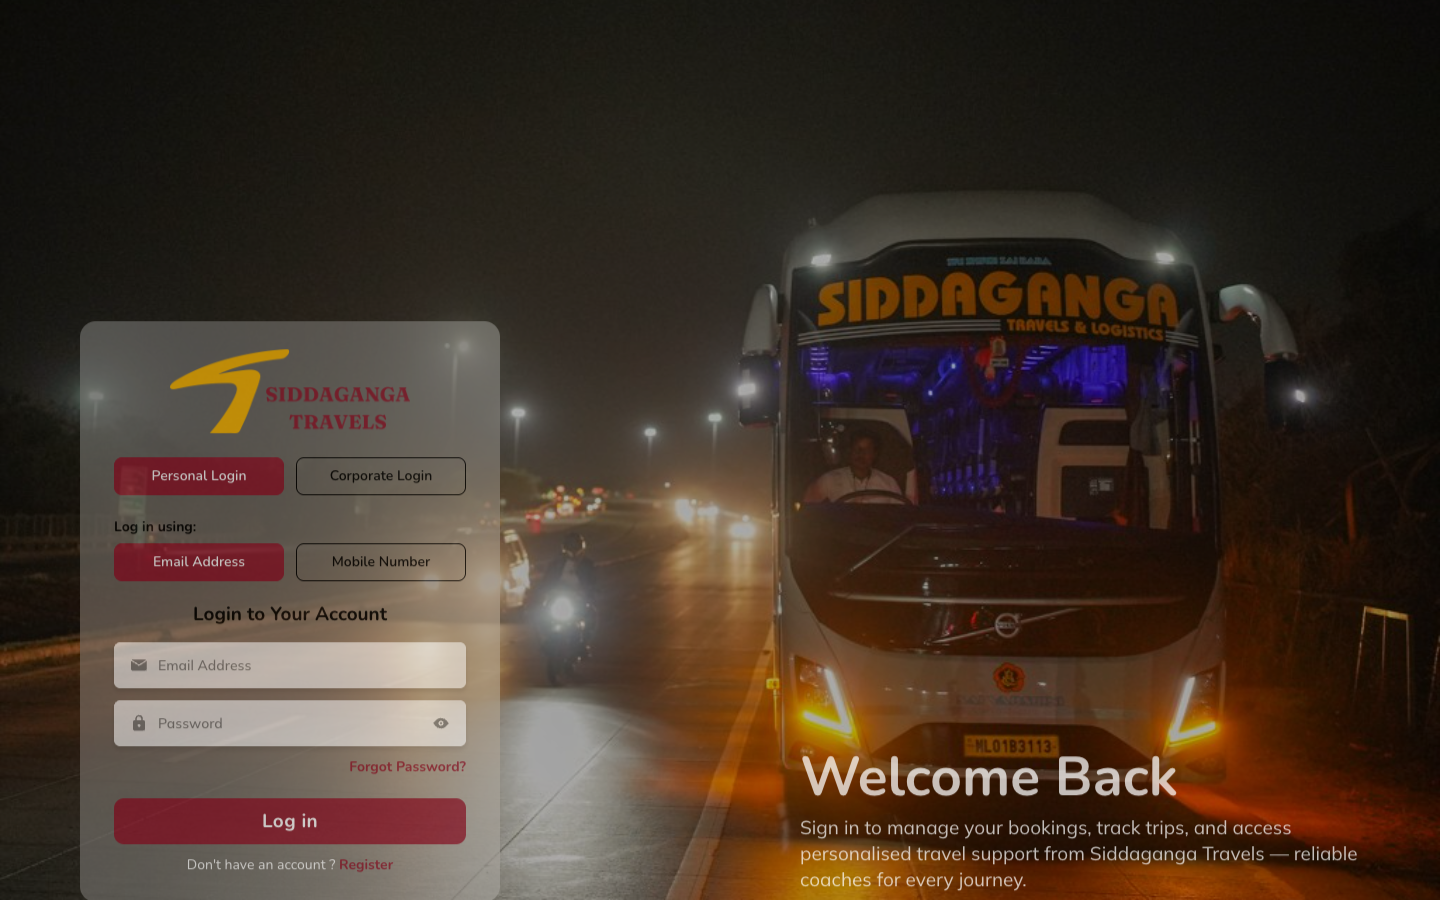 SIDDAGANGA
TRAVELS & LOGISTICS
SIDDAGANGA
TRAVELS
Personal Login
Corporate Login
Log in using:
Email Address
Mobile Number
Login to Your Account
Email Address
Password
Forgot Password?
Log in
Don't have an account ? Register
ML01B3113
Welcome Back
Sign in to manage your bookings, track trips, and access
personalised travel support from Siddaganga Travels — reliable
coaches for every journey.